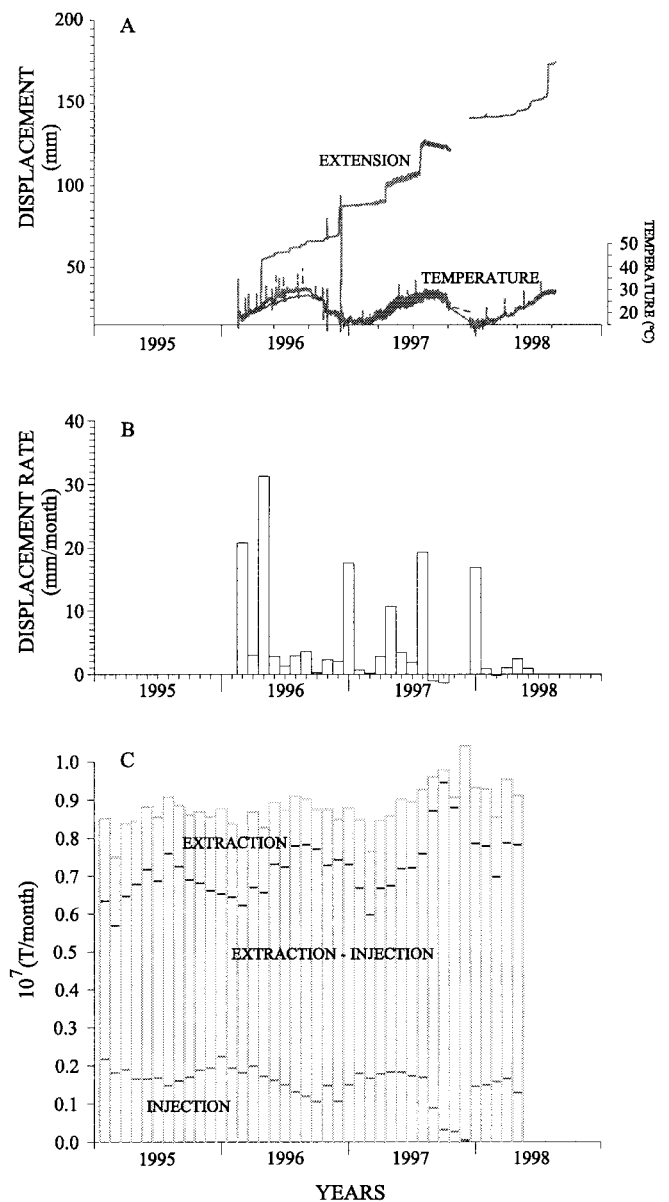 A
200
150
100
50
DISPLACEMENT
(mm)
EXTENSION
TEMPERATURE
50
40
30
20
TEMPERATURE
(°C)
1995
1996
1997
1998
B
40
30
20
10
0
DISPLACEMENT RATE
(mm/month)
1995
1996
1997
1998
C
1.0
0.9
0.8
0.7
0.6
0.5
0.4
0.3
0.2
0.1
0.0
10⁷(T/month)
EXTRACTION
EXTRACTION - INJECTION
INJECTION
1995
1996
1997
1998
YEARS